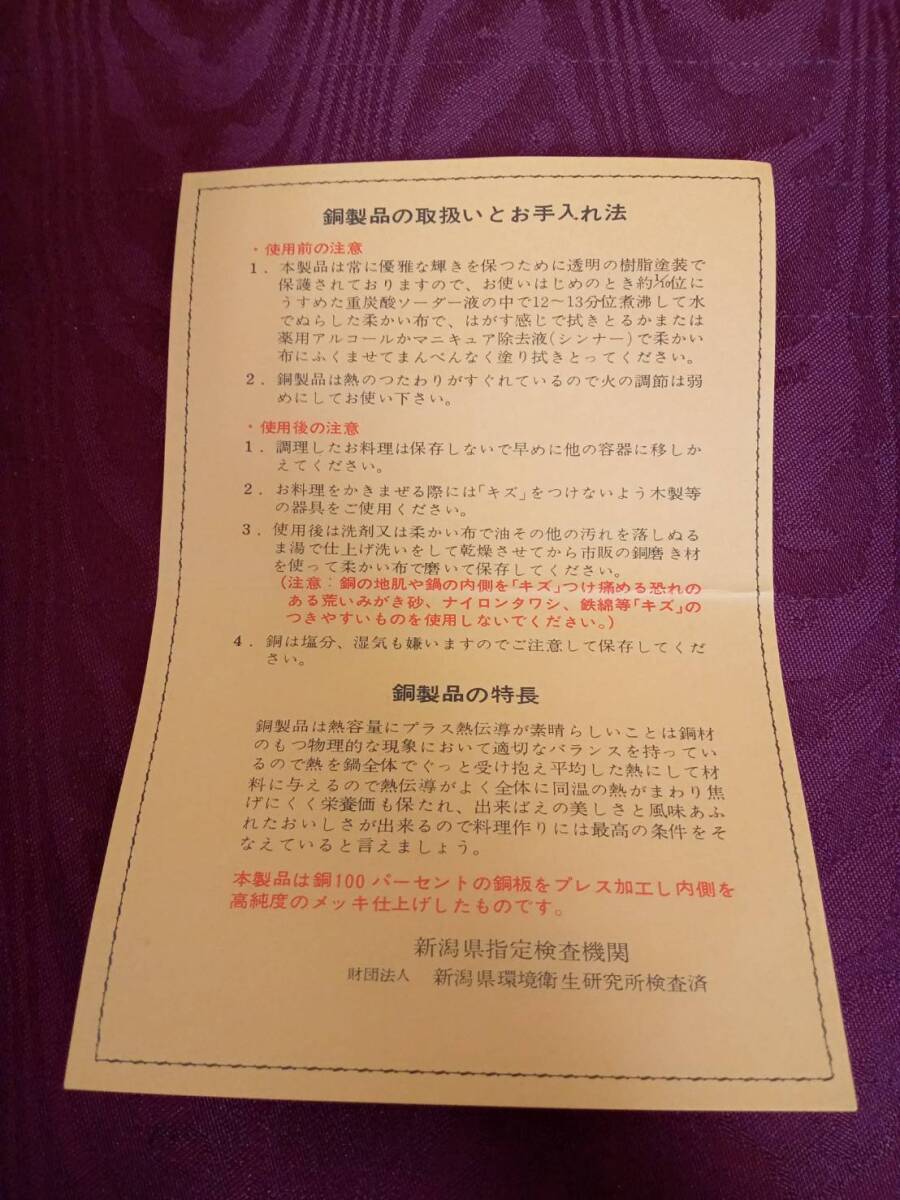 銅製品の取扱いとお手入れ法
・使用前の注意
1．本製品は常に優雅な輝きを保つために透明の樹脂塗装で
保護されておりますので、お使いはじめのとき約1/10位に
うすめた重炭酸ソーダー液の中で12〜13分位煮沸して水
でぬらした柔かい布で、はがす感じで拭きとるかまたは
薬用アルコールかマニキュア除去液(シンナー)で柔かい
布にふくませてまんべんなく塗り拭きとってください。
2．銅製品は熱のつたわりがすぐれているので火の調節は弱
めにしてお使い下さい。
・使用後の注意
1．調理したお料理は保存しないで早めに他の容器に移しか
えてください。
2．お料理をかきまぜる際には「キズ」をつけないよう木製等
の器具をご使用ください。
3．使用後は洗剤又は柔かい布で油その他の汚れを落しぬる
ま湯で仕上げ洗いをして乾燥させてから市販の銅磨き材
を使って柔かい布で磨いて保存してください。
(注意：銅の地肌や鍋の内側を「キズ」つけ痛める恐れの
ある荒いみがき砂、ナイロンタワシ、鉄綿等「キズ」の
つきやすいものを使用しないでください。)
4．銅は塩分、湿気も嫌いますのでご注意して保存してくだ
さい。
銅製品の特長
銅製品は熱容量にプラス熱伝導が素晴らしいことは銅材
のもつ物理的な現象において適切なバランスを持ってい
るので熱を鍋全体でぐっと受け抱え平均した熱にして材
料に与えるので熱伝導がよく全体に同温の熱がまわり焦
げにくく栄養価も保たれ、出来ばえの美しさと風味あふ
れたおいしさが出来るので料理作りには最高の条件をそ
なえていると言えましょう。
本製品は銅100パーセントの銅板をプレス加工し内側を
高純度のメッキ仕上げしたものです。
新潟県指定検査機関
財団法人 新潟県環境衛生研究所検査済